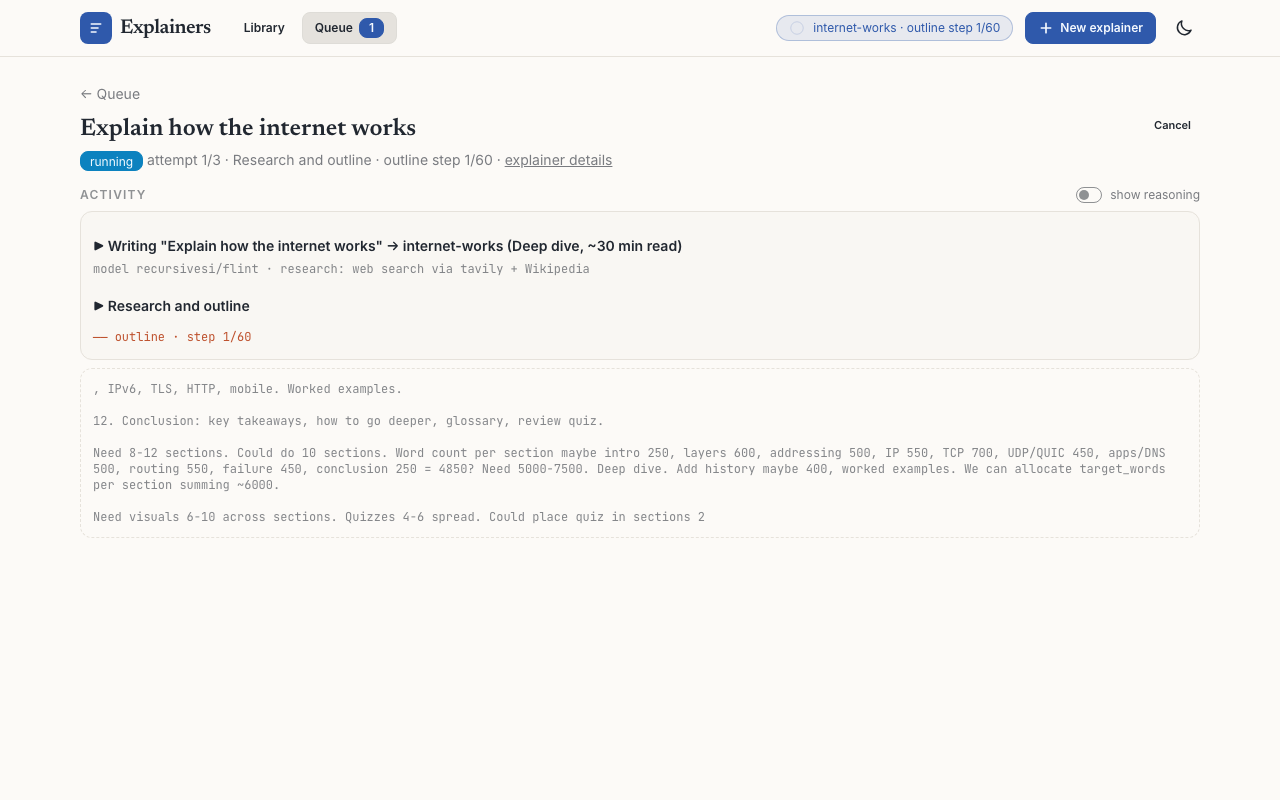 Explainers
Library
Queue 1
internet-works · outline step 1/60
+ New explainer
← Queue
Explain how the internet works
Cancel
running attempt 1/3 · Research and outline · outline step 1/60 · explainer details
ACTIVITY
show reasoning
▶ Writing "Explain how the internet works" → internet-works (Deep dive, ~30 min read)
model recursivesi/flint · research: web search via tavily + Wikipedia
▶ Research and outline
── outline · step 1/60
, IPv6, TLS, HTTP, mobile. Worked examples.
12. Conclusion: key takeaways, how to go deeper, glossary, review quiz.
Need 8-12 sections. Could do 10 sections. Word count per section maybe intro 250, layers 600, addressing 500, IP 550, TCP 700, UDP/QUIC 450, apps/DNS
500, routing 550, failure 450, conclusion 250 = 4850? Need 5000-7500. Deep dive. Add history maybe 400, worked examples. We can allocate target_words
per section summing ~6000.
Need visuals 6-10 across sections. Quizzes 4-6 spread. Could place quiz in sections 2